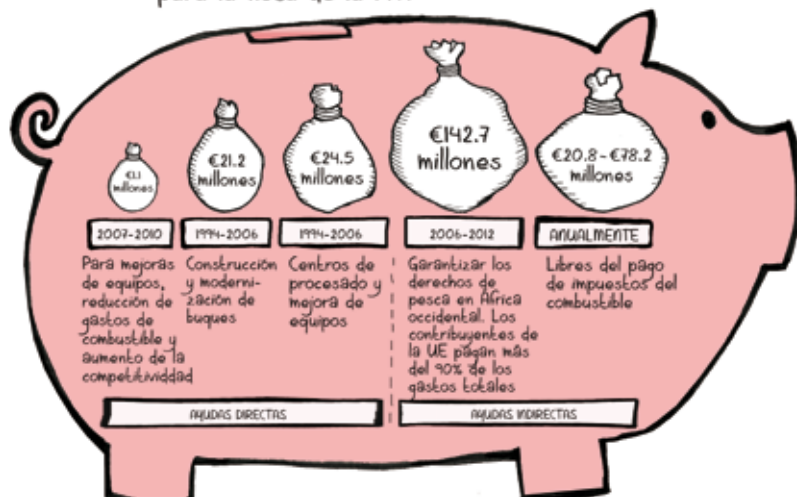 €1.1
millones
€21.2
millones
€24.5
millones
€142.7
millones
€20.8-€78.2
millones
2007-2010
Para mejoras
de equipos,
reducción de
gastos de
combustible y
aumento de la
competitividdad
1994-2006
Construcción
y moderni-
zación de
buques
1994-2006
Centros de
procesado y
mejora de
equipos
2006-2012
Garantizar los
derechos de
pesca en África
occidental. Los
contribuyentes de
la UE pagan más
del 90% de los
gastos totales
ANUALMENTE
Libres del pago
de impuestos del
combustible
AYUDAS DIRECTAS
AYUDAS INDIRECTAS